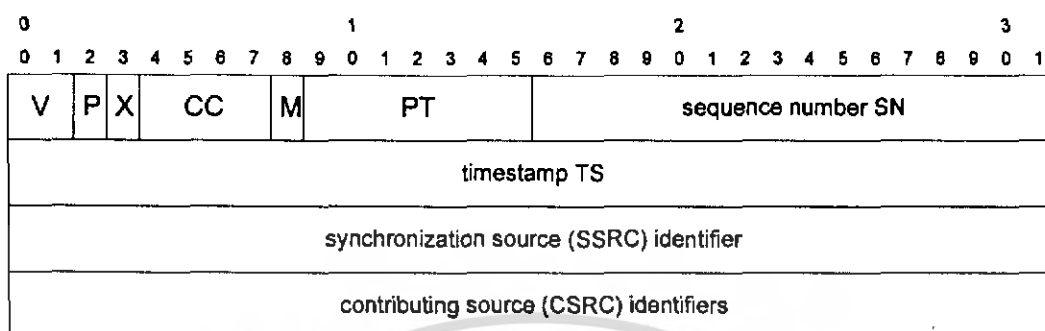 0 1 2 3
0 1 2 3 4 5 6 7 8 9 0 1 2 3 4 5 6 7 8 9 0 1 2 3 4 5 6 7 8 9 0 1
V P X CC M PT sequence number SN
timestamp TS
synchronization source (SSRC) identifier
contributing source (CSRC) identifiers